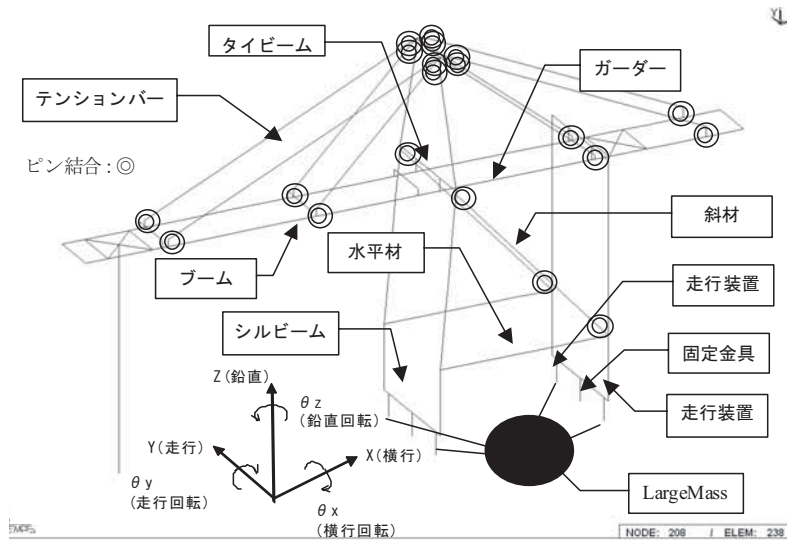 タイビーム
ガーダー
テンションバー
ピン結合：◎
斜材
水平材
ブーム
走行装置
シルビーム
固定金具
走行装置
Z(鉛直)
θz
(鉛直回転)
Y(走行)
X(横行)
θy
(走行回転)
θx
(横行回転)
LargeMass
NODE: 208 / ELEM: 238